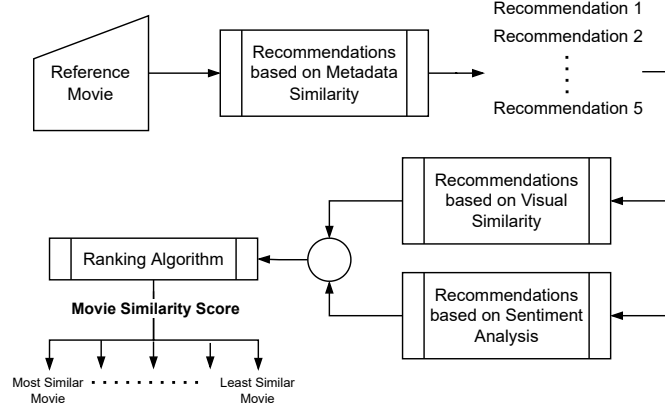 Reference
Movie
Recommendations
based on Metadata
Similarity
Recommendation 1
Recommendation 2
Recommendation 5
Recommendations
based on Visual
Similarity
Recommendations
based on Sentiment
Analysis
Ranking Algorithm
Movie Similarity Score
Most Similar
Movie
Least Similar
Movie